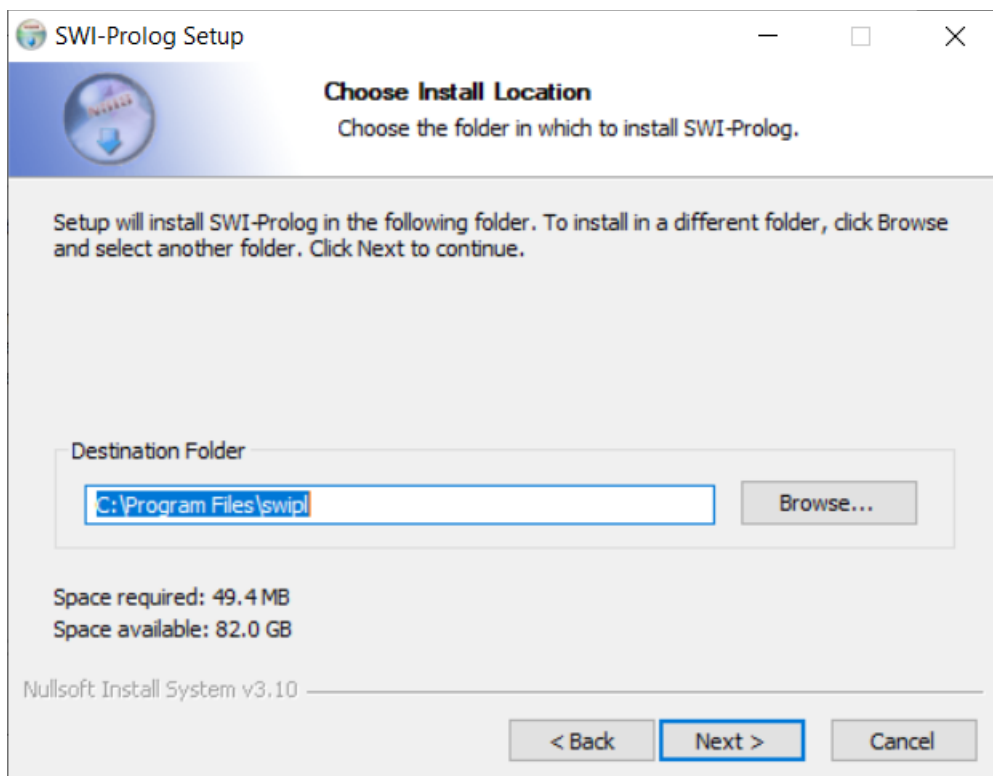 SWI-Prolog Setup
Choose Install Location
Choose the folder in which to install SWI-Prolog.
Setup will install SWI-Prolog in the following folder. To install in a different folder, click Browse
and select another folder. Click Next to continue.
Destination Folder
C:\Program Files\swipl
Browse...
Space required: 49.4 MB
Space available: 82.0 GB
Nullsoft Install System v3.10
< Back Next > Cancel